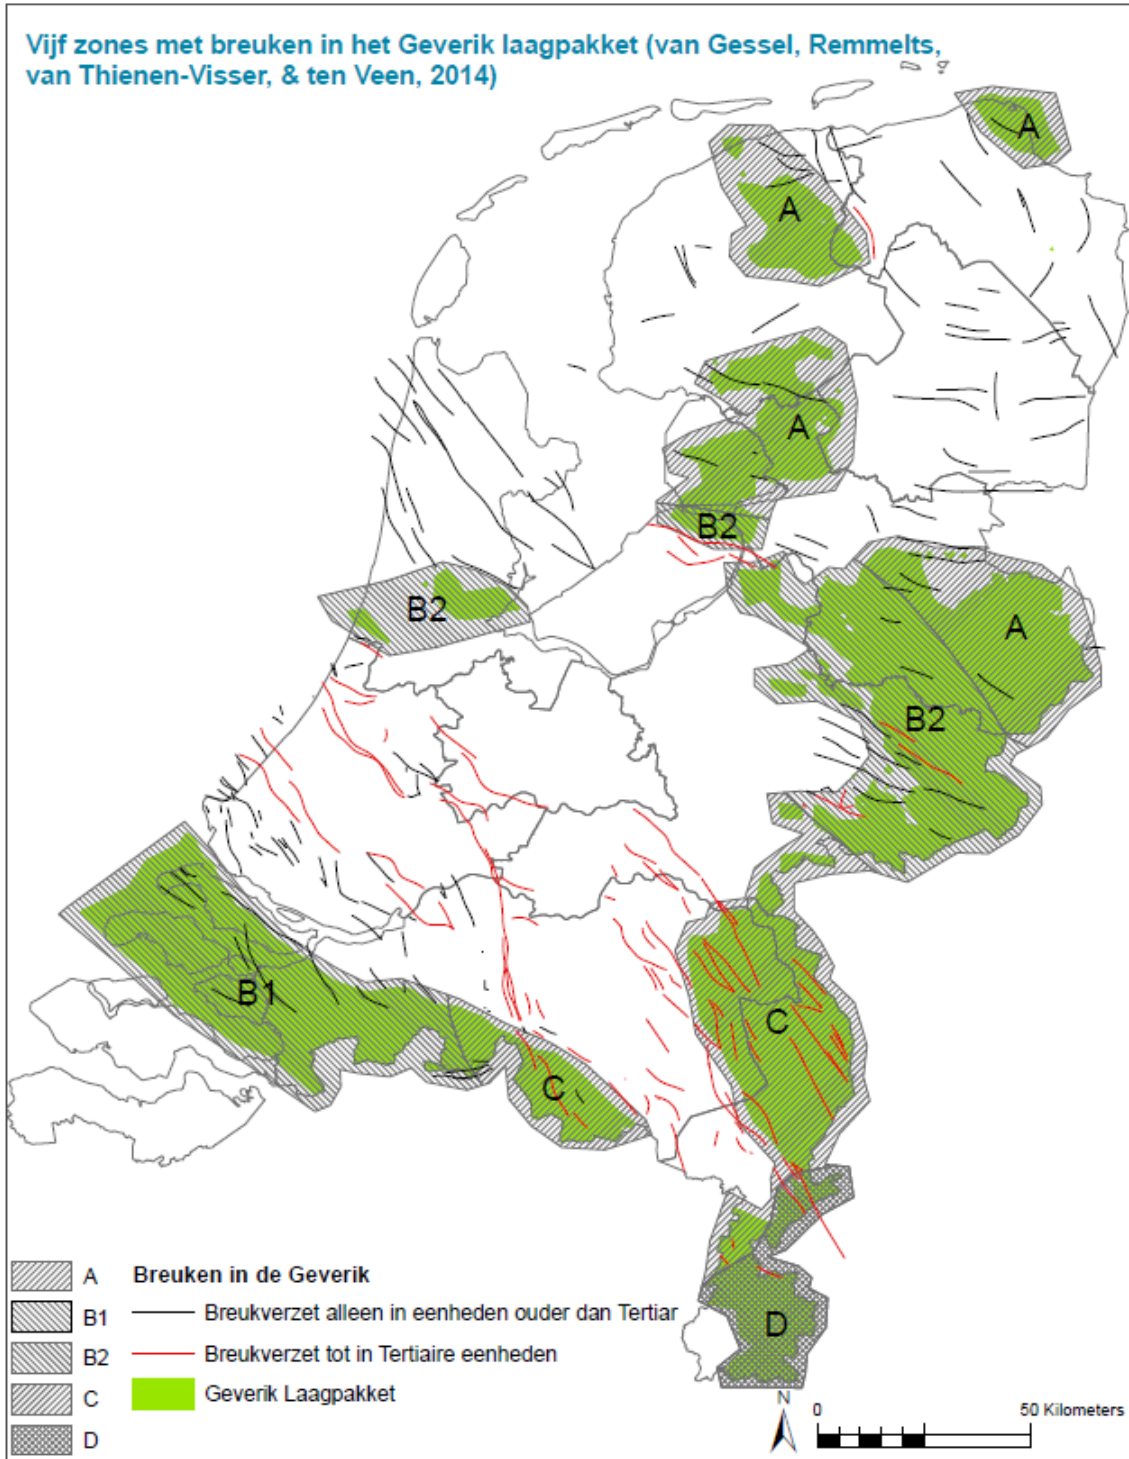 Vijf zones met breuken in het Geverik laagpakket (van Gessel, Remmelts,
van Thienen-Visser, & ten Veen, 2014)
A
A
A
B2
B2
A
B2
B1
C
C
D
A Breuken in de Geverik
B1 Breukverzet alleen in eenheden ouder dan Tertiar
B2 Breukverzet tot in Tertiaire eenheden
C Geverik Laagpakket
D
N
0 50 Kilometers